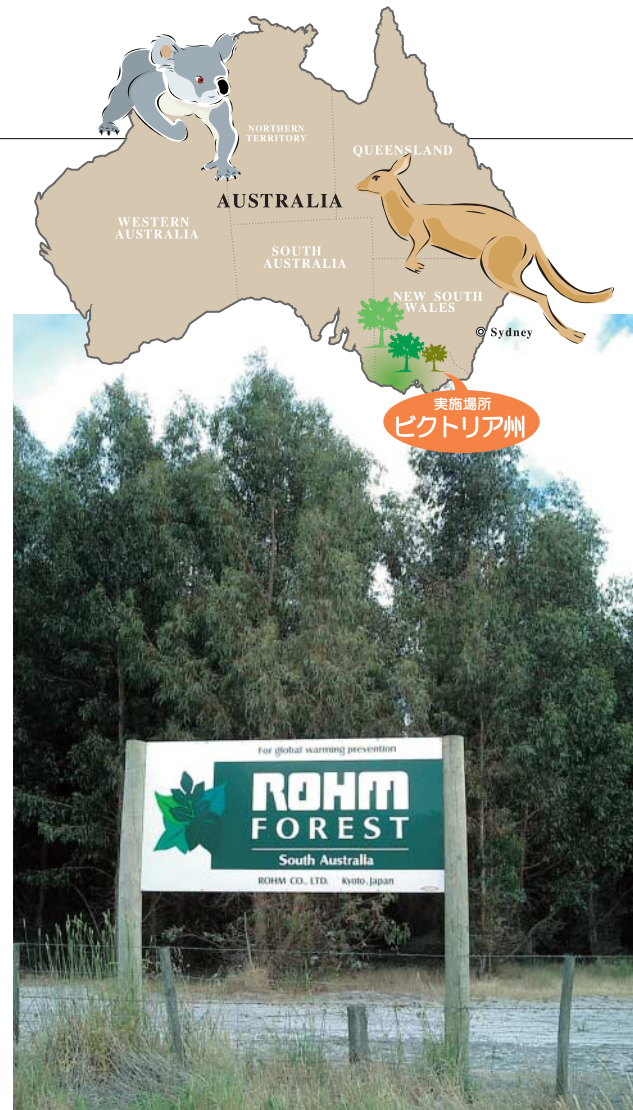 NORTHERN
TERRITORY
QUEENSLAND
AUSTRALIA
WESTERN
AUSTRALIA
SOUTH
AUSTRALIA
NEW SOUTH
WALES
◎ Sydney
実施場所
ビクトリア州
For global warming prevention
ROHM
FOREST
South Australia
ROHM CO., LTD. Kyoto, Japan